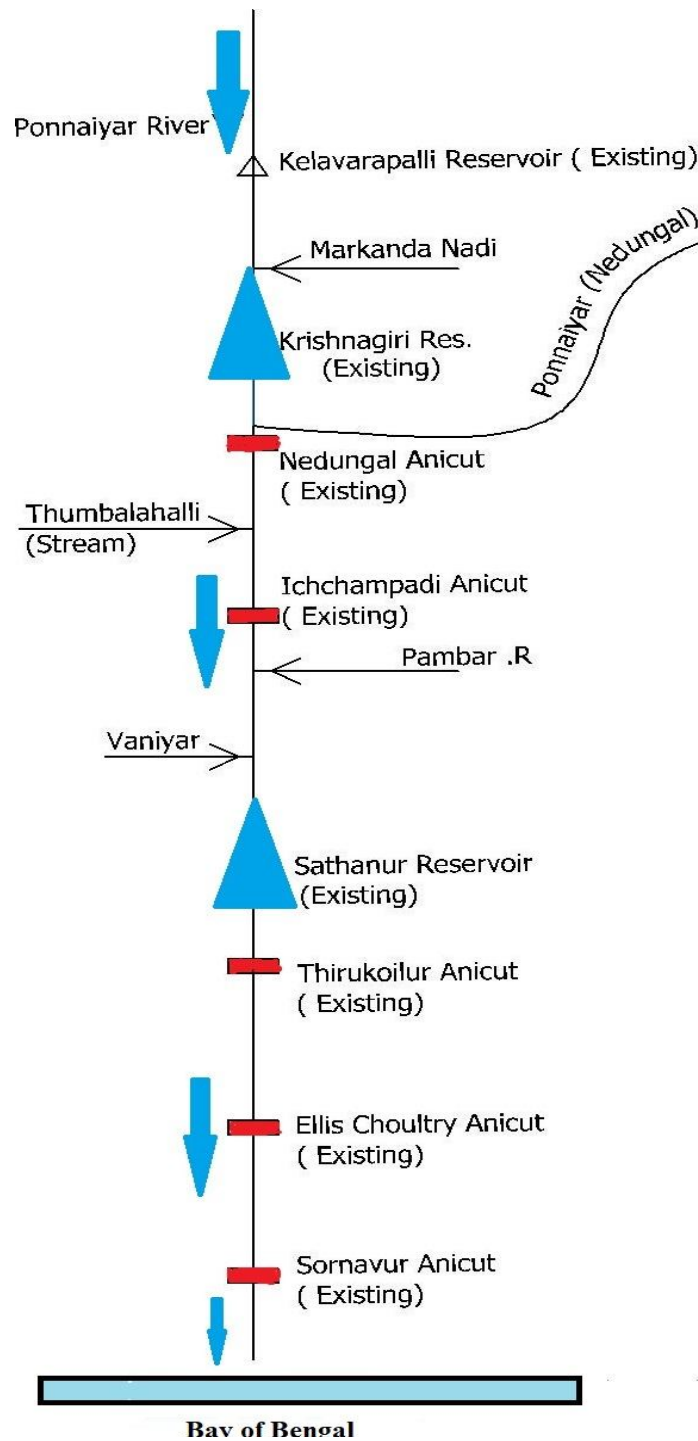 Ponnaiyar River
Kelavarapalli Reservoir ( Existing)
Markanda Nadi
Ponnaiyar (Nedungal)
Krishnagiri Res.
(Existing)
Nedungal Anicut
( Existing)
Thumbalahalli
(Stream)
Ichchampadi Anicut
( Existing)
Pambar .R
Vaniyar
Sathanur Reservoir
(Existing)
Thirukoilur Anicut
( Existing)
Ellis Choultry Anicut
( Existing)
Sornavur Anicut
( Existing)
Bay of Bengal